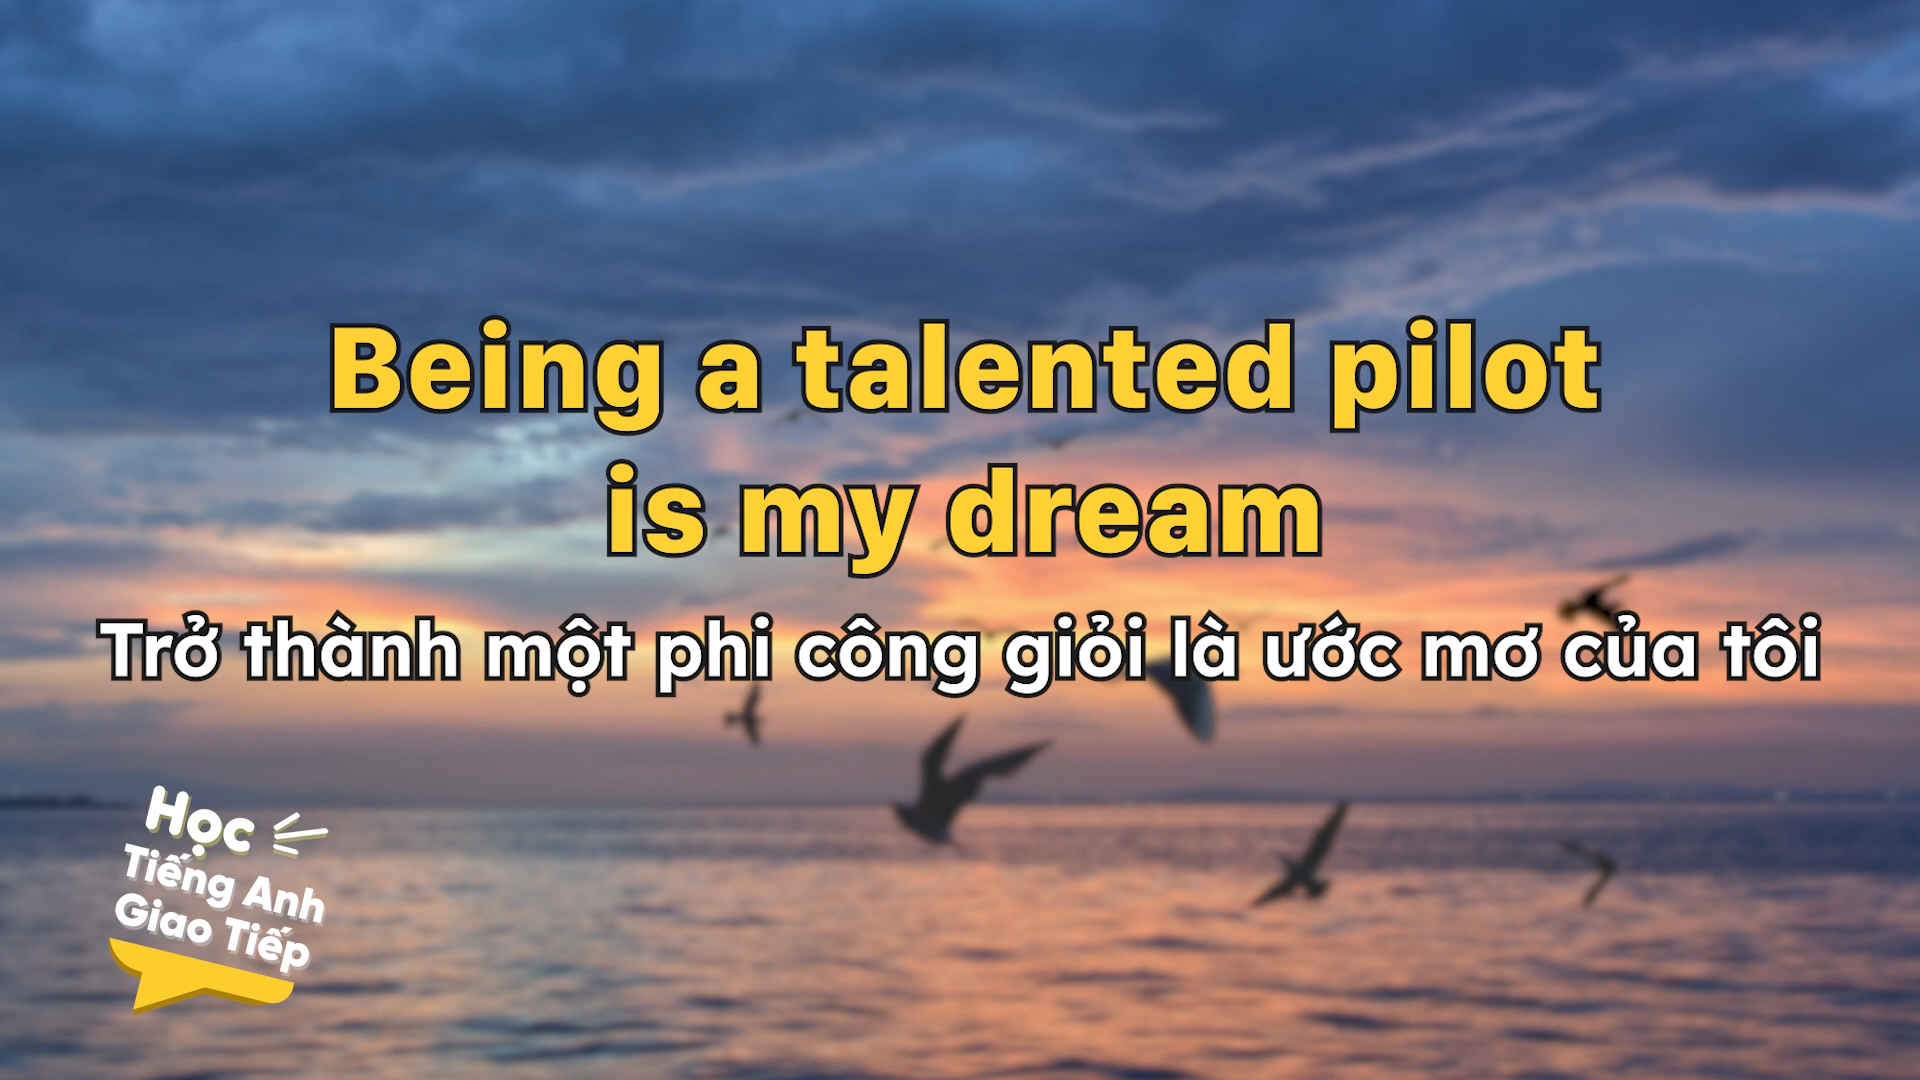 Being a talented pilot
is my dream
Trở thành một phi công giỏi là ước mơ của tôi
Học
Tiếng Anh
Giao Tiếp